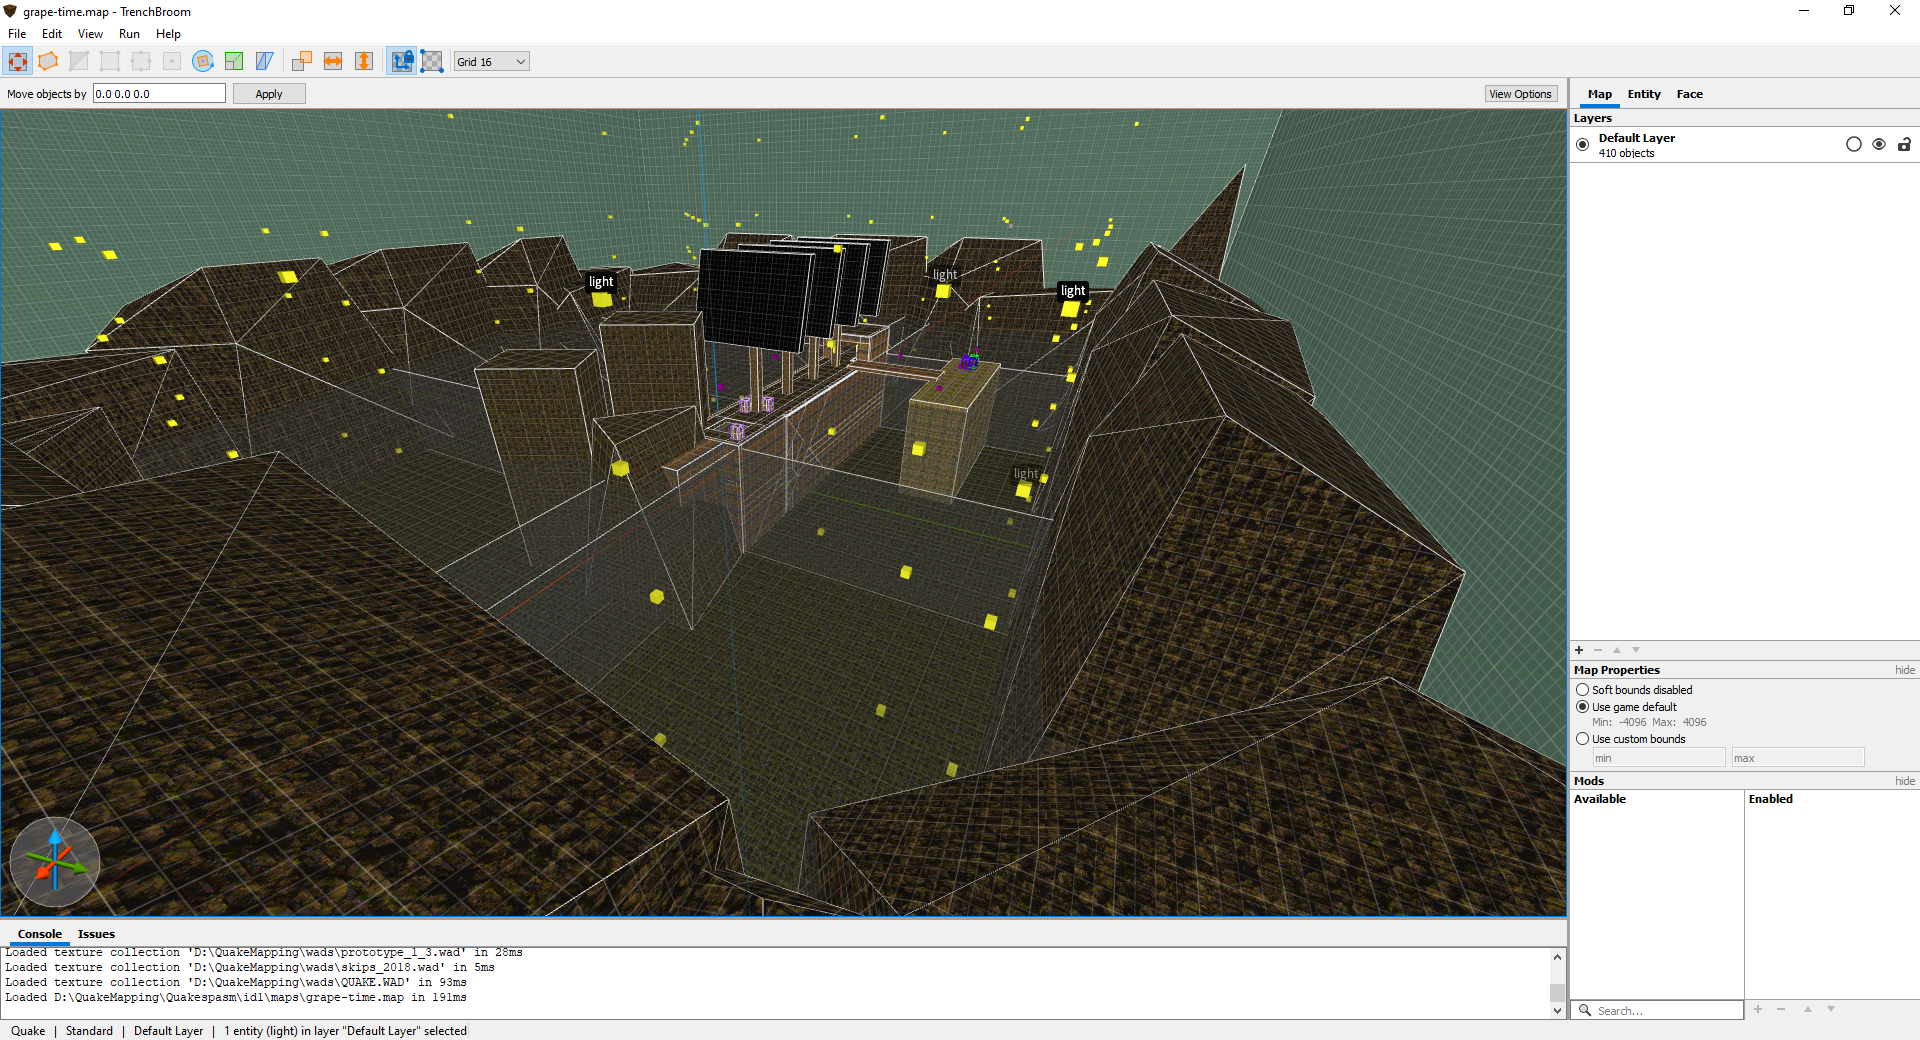 grape-time.map - TrenchBroom
File Edit View Run Help
Grid 16
Move objects by 0.0 0.0 0.0 Apply View Options
Map Entity Face
Layers
Default Layer
410 objects
light
light
light
light
Map Properties hide
Soft bounds disabled
Use game default
Min: -4096 Max: 4096
Use custom bounds
min max
Mods hide
Available Enabled
Search...
Console Issues
Loaded texture collection 'D:\QuakeMapping\wads\prototype_1_3.wad' in 28ms
Loaded texture collection 'D:\QuakeMapping\wads\skips_2018.wad' in 5ms
Loaded texture collection 'D:\QuakeMapping\wads\QUAKE.WAD' in 93ms
Loaded D:\QuakeMapping\Quakespasm\id1\maps\grape-time.map in 191ms
Quake | Standard | Default Layer | 1 entity (light) in layer "Default Layer" selected